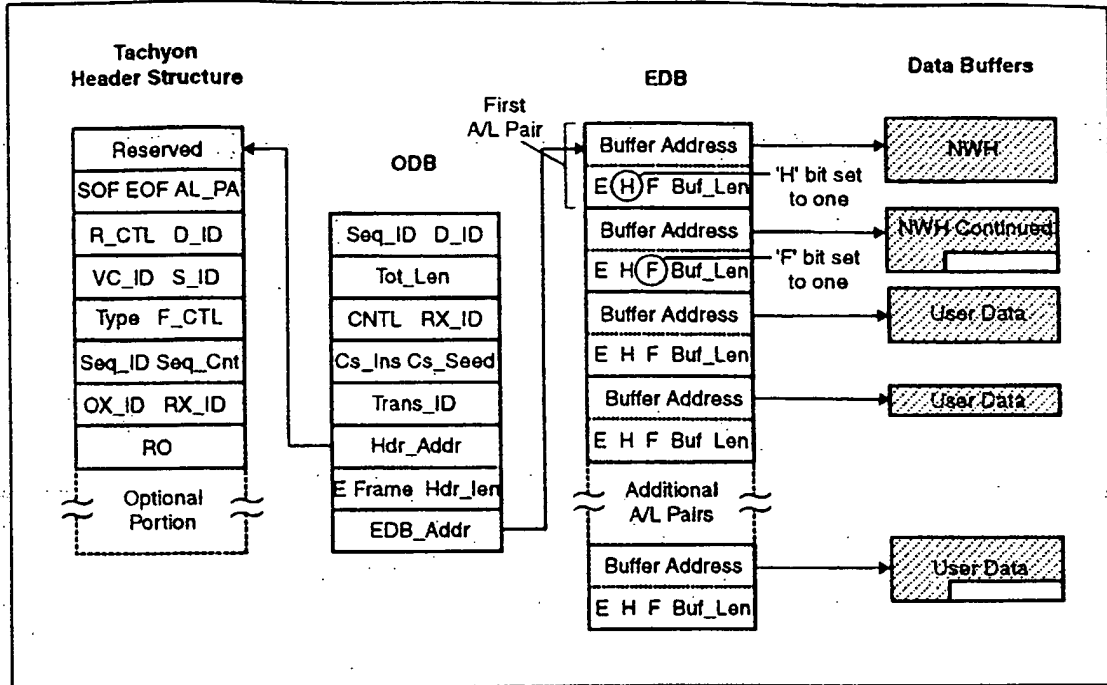 Tachyon
Header Structure
Reserved
SOF EOF AL_PA
R_CTL D_ID
VC_ID S_ID
Type F_CTL
Seq_ID Seq_Cnt
OX_ID RX_ID
RO
Optional
Portion
ODB
Seq_ID D_ID
Tot_Len
CNTL RX_ID
Cs_Ins Cs_Seed
Trans_ID
Hdr_Addr
E Frame Hdr_len
EDB_Addr
First
A/L Pair
EDB
Buffer Address
E H F Buf_Len
Buffer Address
E H F Buf_Len
Buffer Address
E H F Buf_Len
Buffer Address
E H F Buf Len
Additional
A/L Pairs
Buffer Address
E H F Buf_Len
'H' bit set
to one
'F' bit set
to one
Data Buffers
NWH
NWH Continued
User Data
User Data
User Data